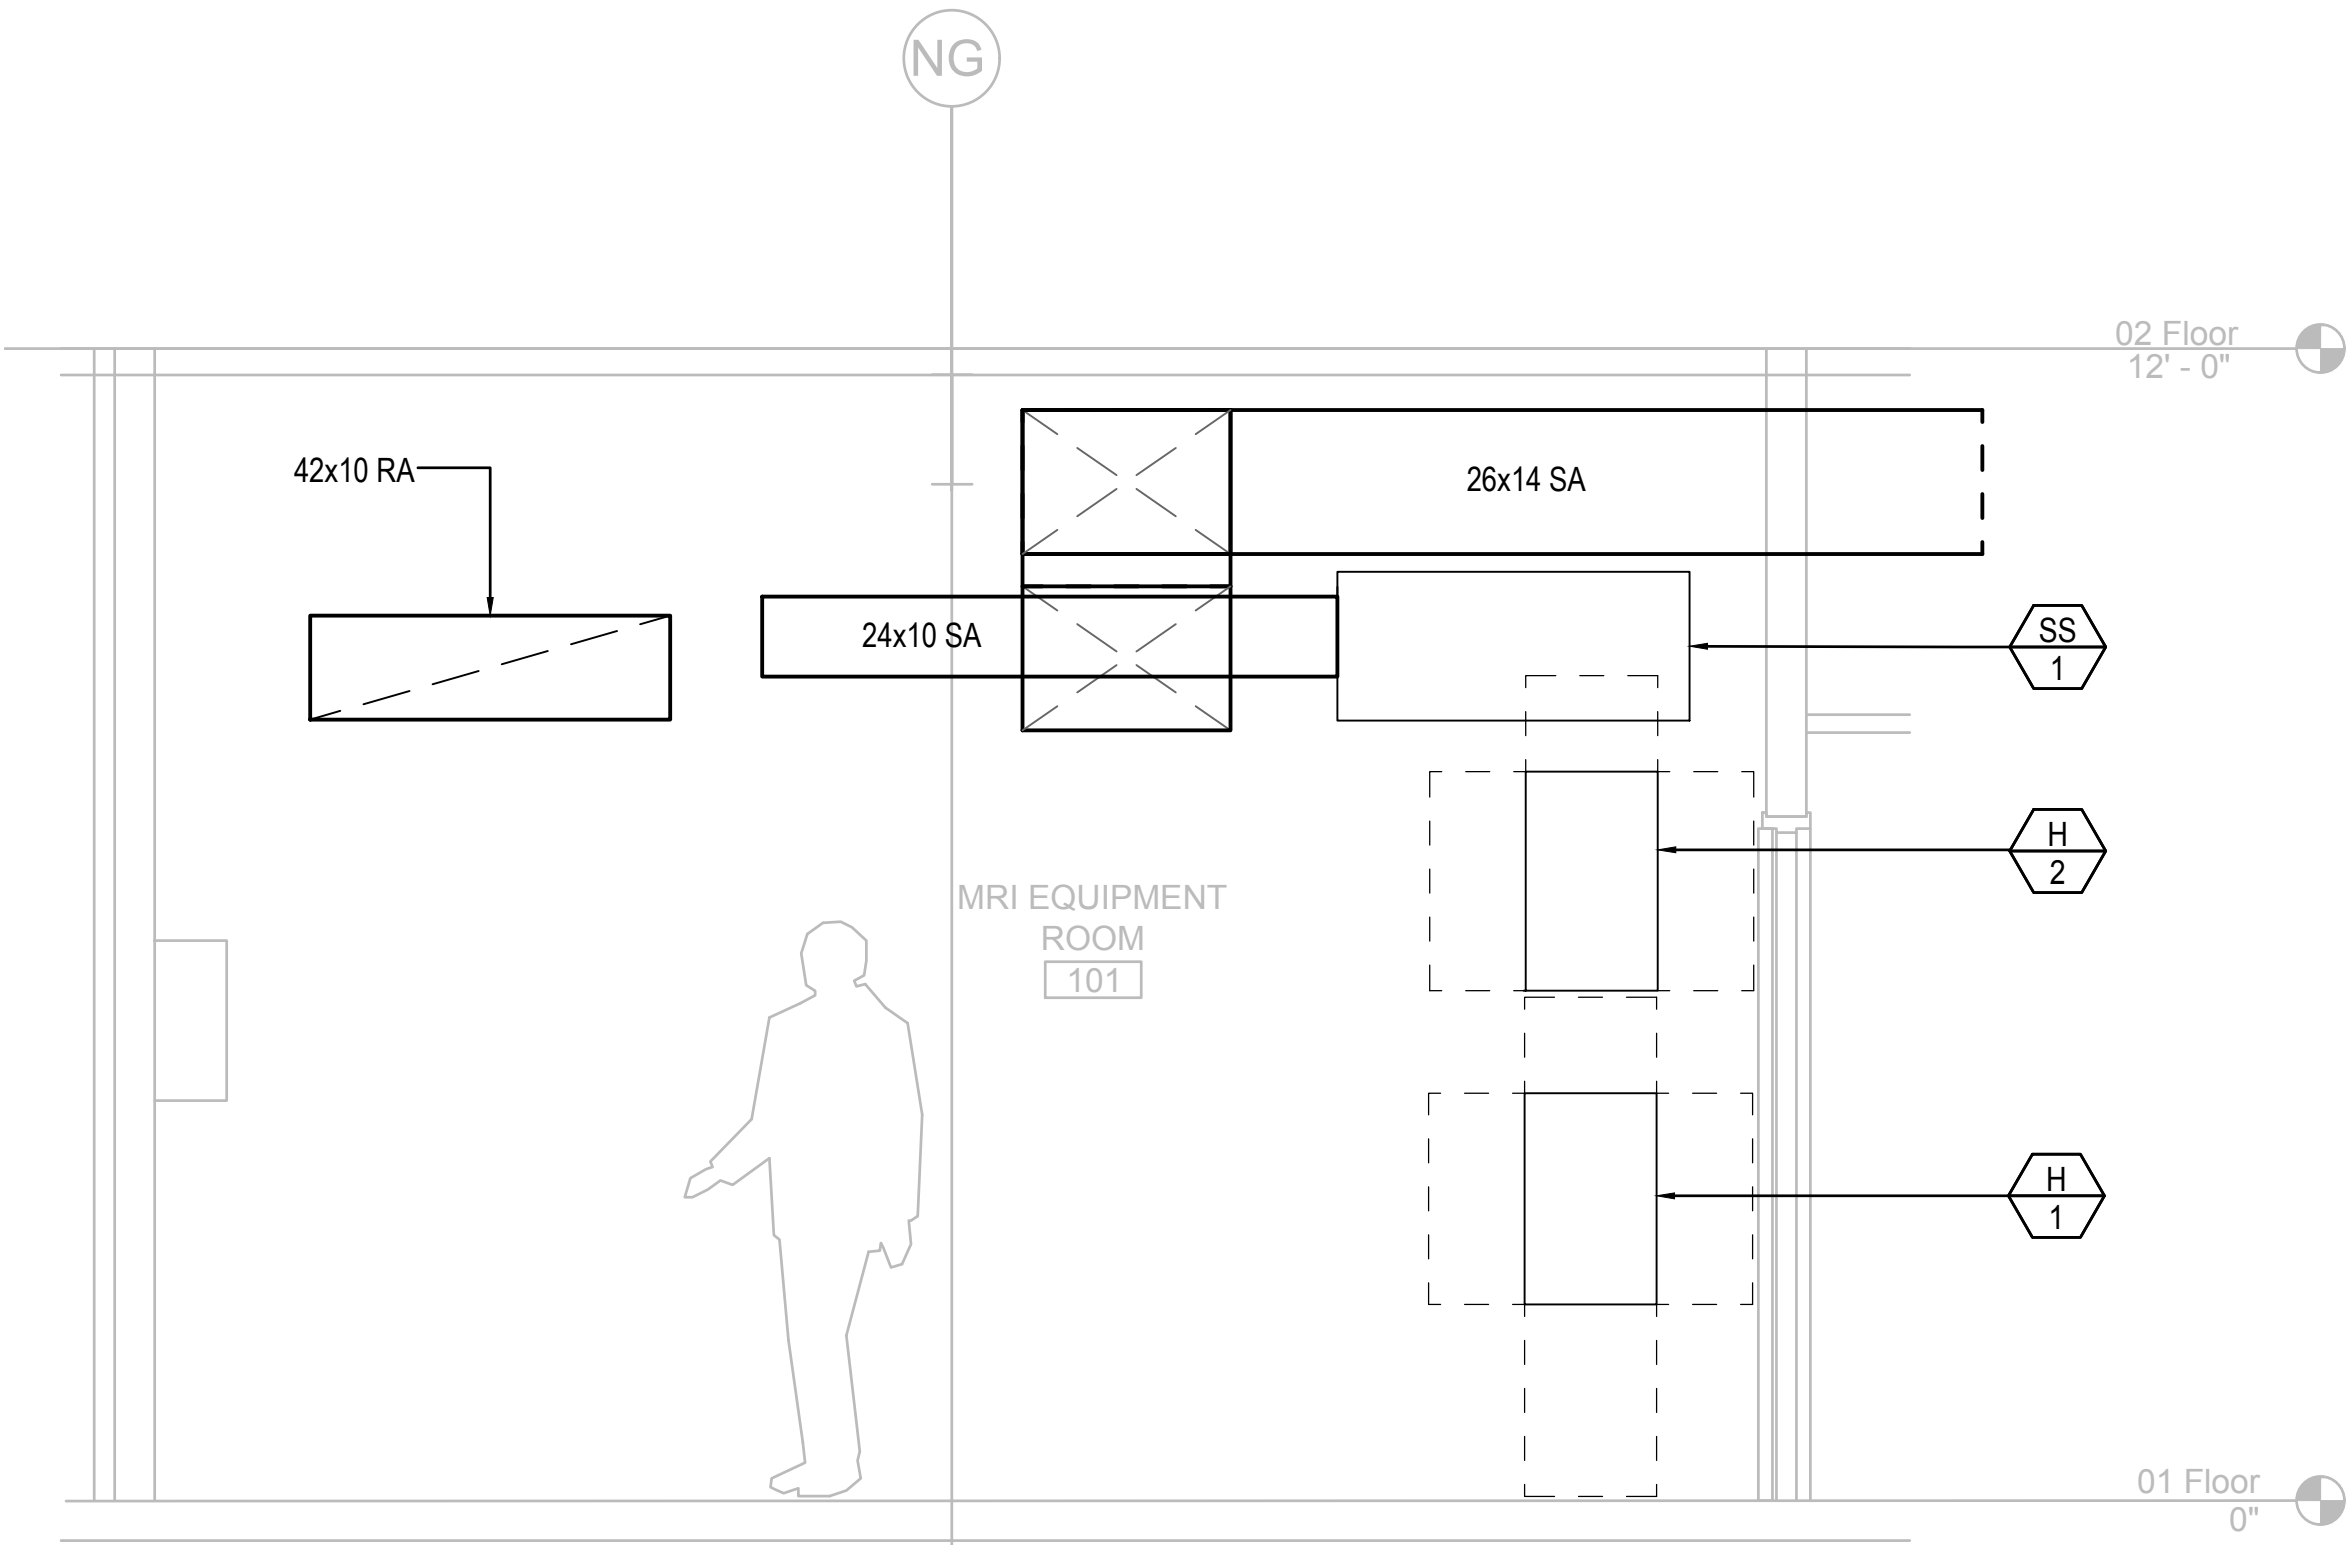 NG
02 Floor
12' - 0"
42x10 RA
26x14 SA
24x10 SA
SS
1
H
2
MRI EQUIPMENT
ROOM
101
H
1
01 Floor
0"